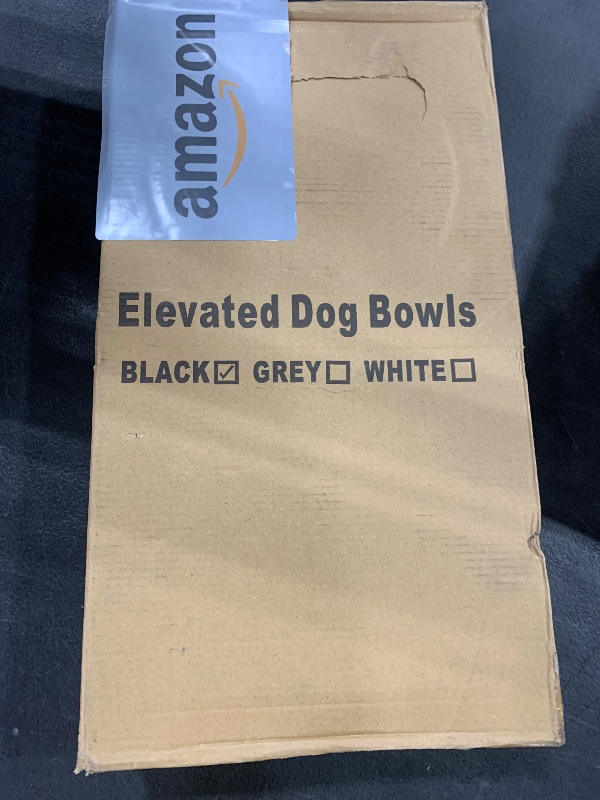 amazon
Elevated Dog Bowls
BLACK☑ GREY☐ WHITE☐